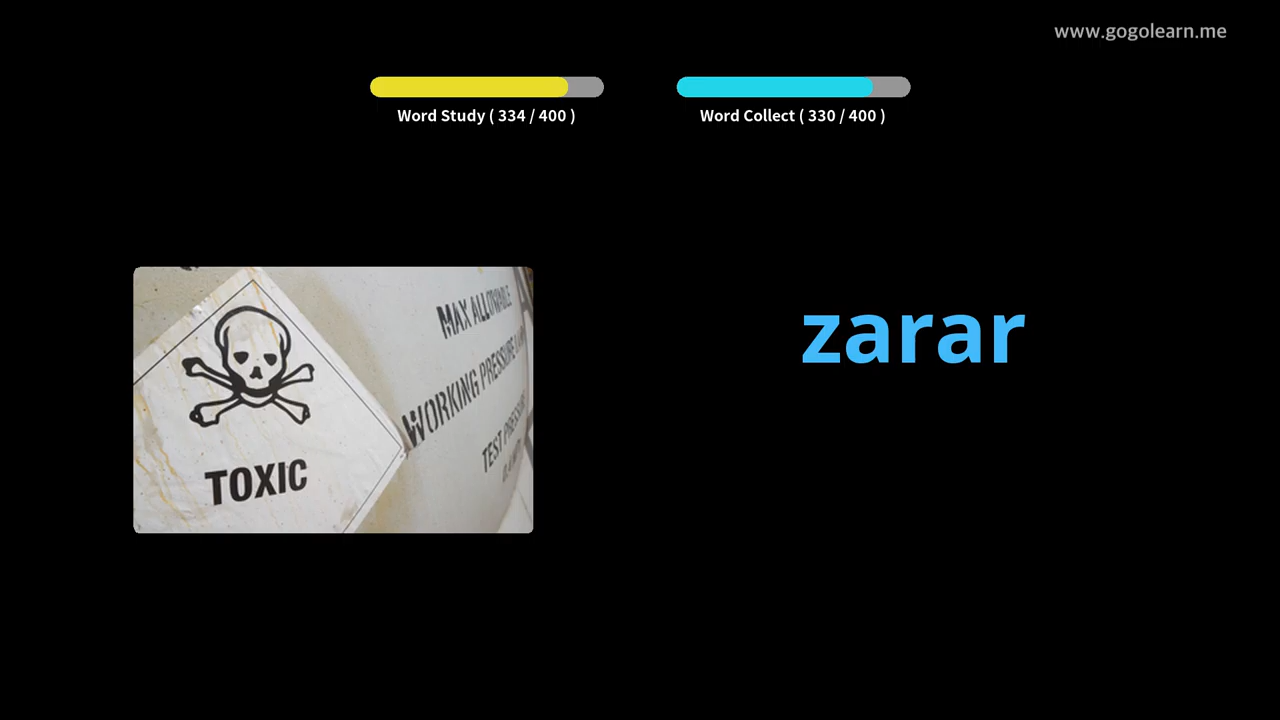 www.gogolearn.me
Word Study ( 334 / 400 )
Word Collect ( 330 / 400 )
zarar
MAX ALLOWABLE
WORKING PRESSURE
TEST PRESSURE
TOXIC